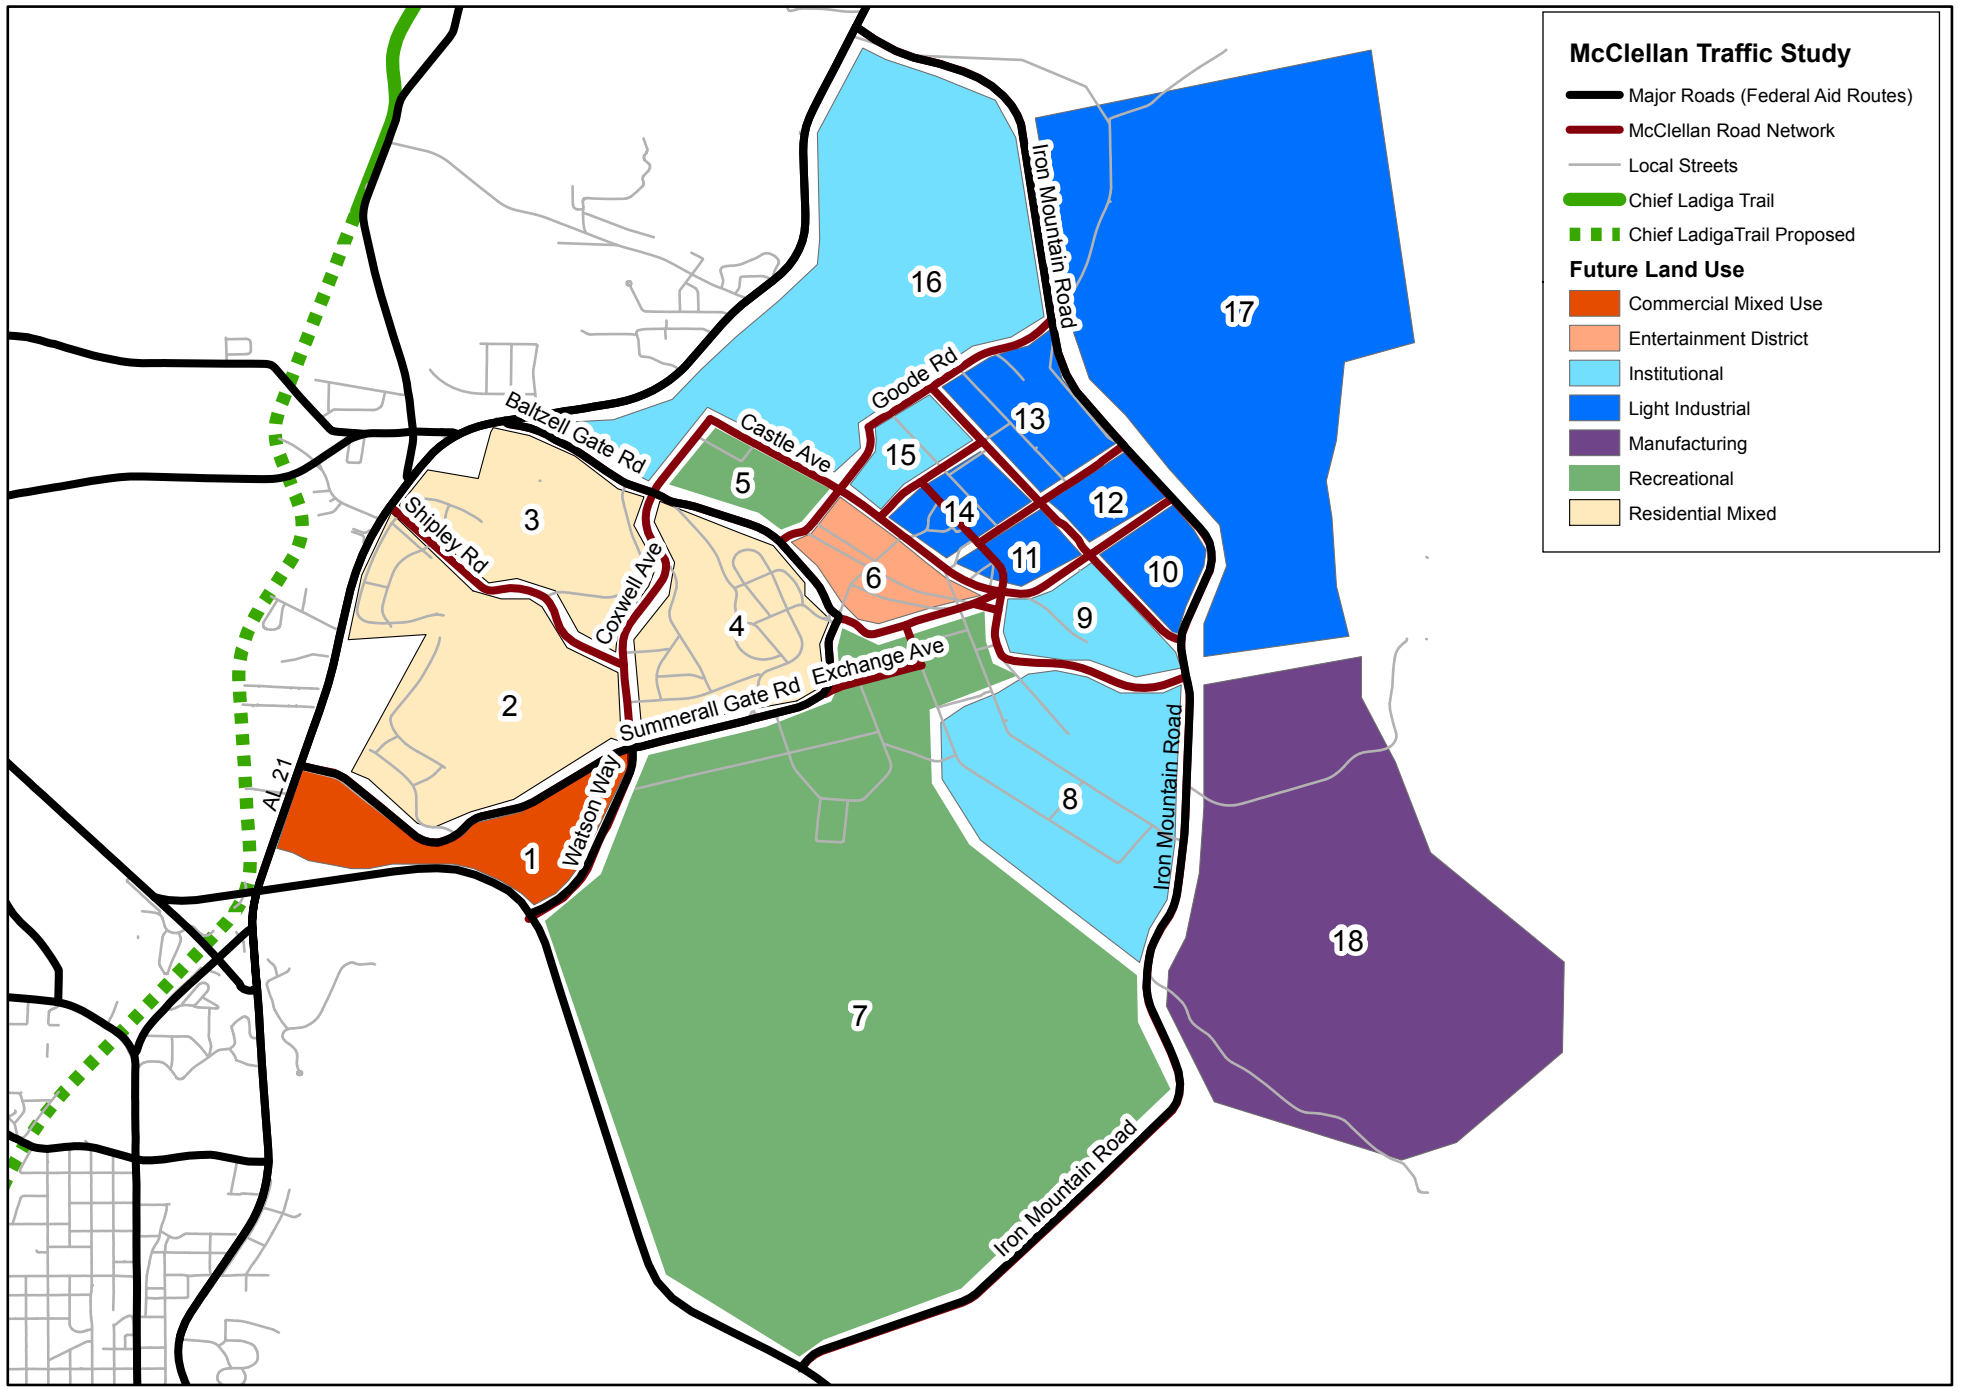 McClellan Traffic Study
Major Roads (Federal Aid Routes)
McClellan Road Network
Local Streets
Chief Ladiga Trail
Chief LadigaTrail Proposed
Future Land Use
Commercial Mixed Use
Entertainment District
Institutional
Light Industrial
Manufacturing
Recreational
Residential Mixed
Iron Mountain Road
16
17
Goode Rd
Baltzell Gate Rd
Castle Ave
13
15
5
12
14
3
Shipley Rd
11
10
6
Coxwell Ave
9
4
Exchange Ave
2
Summerall Gate Rd
Iron Mountain Road
AL 21
Watson Way
8
1
18
7
Iron Mountain Road